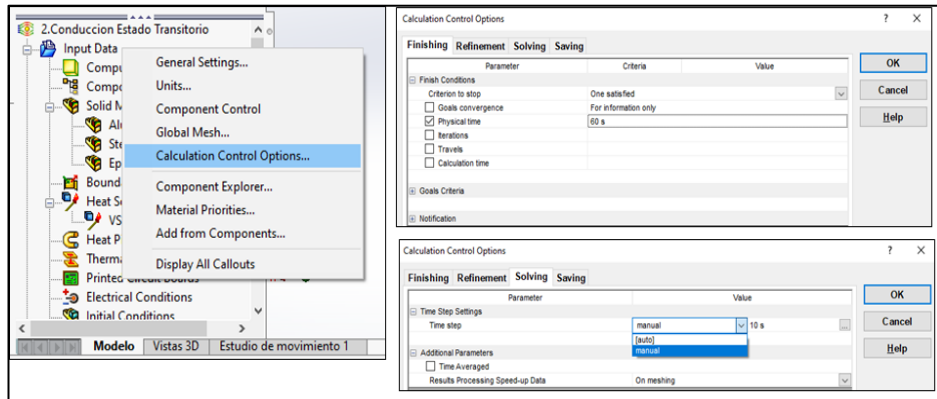 2.Conduccion Estado Transitorio
Input Data
General Settings...
Units...
Solid M
Component Control
Global Mesh...
Calculation Control Options...
Bound
Component Explorer...
Heat S
Material Priorities...
VS
Heat P
Add from Components...
Therma
Display All Callouts
Printed Circuit Boards
Electrical Conditions
Initial Conditions
Modelo Vistas 3D Estudio de movimiento 1
Calculation Control Options ? ×
Finishing Refinement Solving Saving
Parameter Criteria Value
Finish Conditions
Criterion to stop One satisfied
Goals convergence For information only
Physical time 60 s
Iterations
Travels
Calculation time
Goals Criteria
Notification
OK
Cancel
Help
Calculation Control Options ? ×
Finishing Refinement Solving Saving
Parameter Value
Time Step Settings
Time step manual 10 s
[auto]
manual
Additional Parameters
Time Averaged
Results Processing Speed-up Data On meshing
OK
Cancel
Help